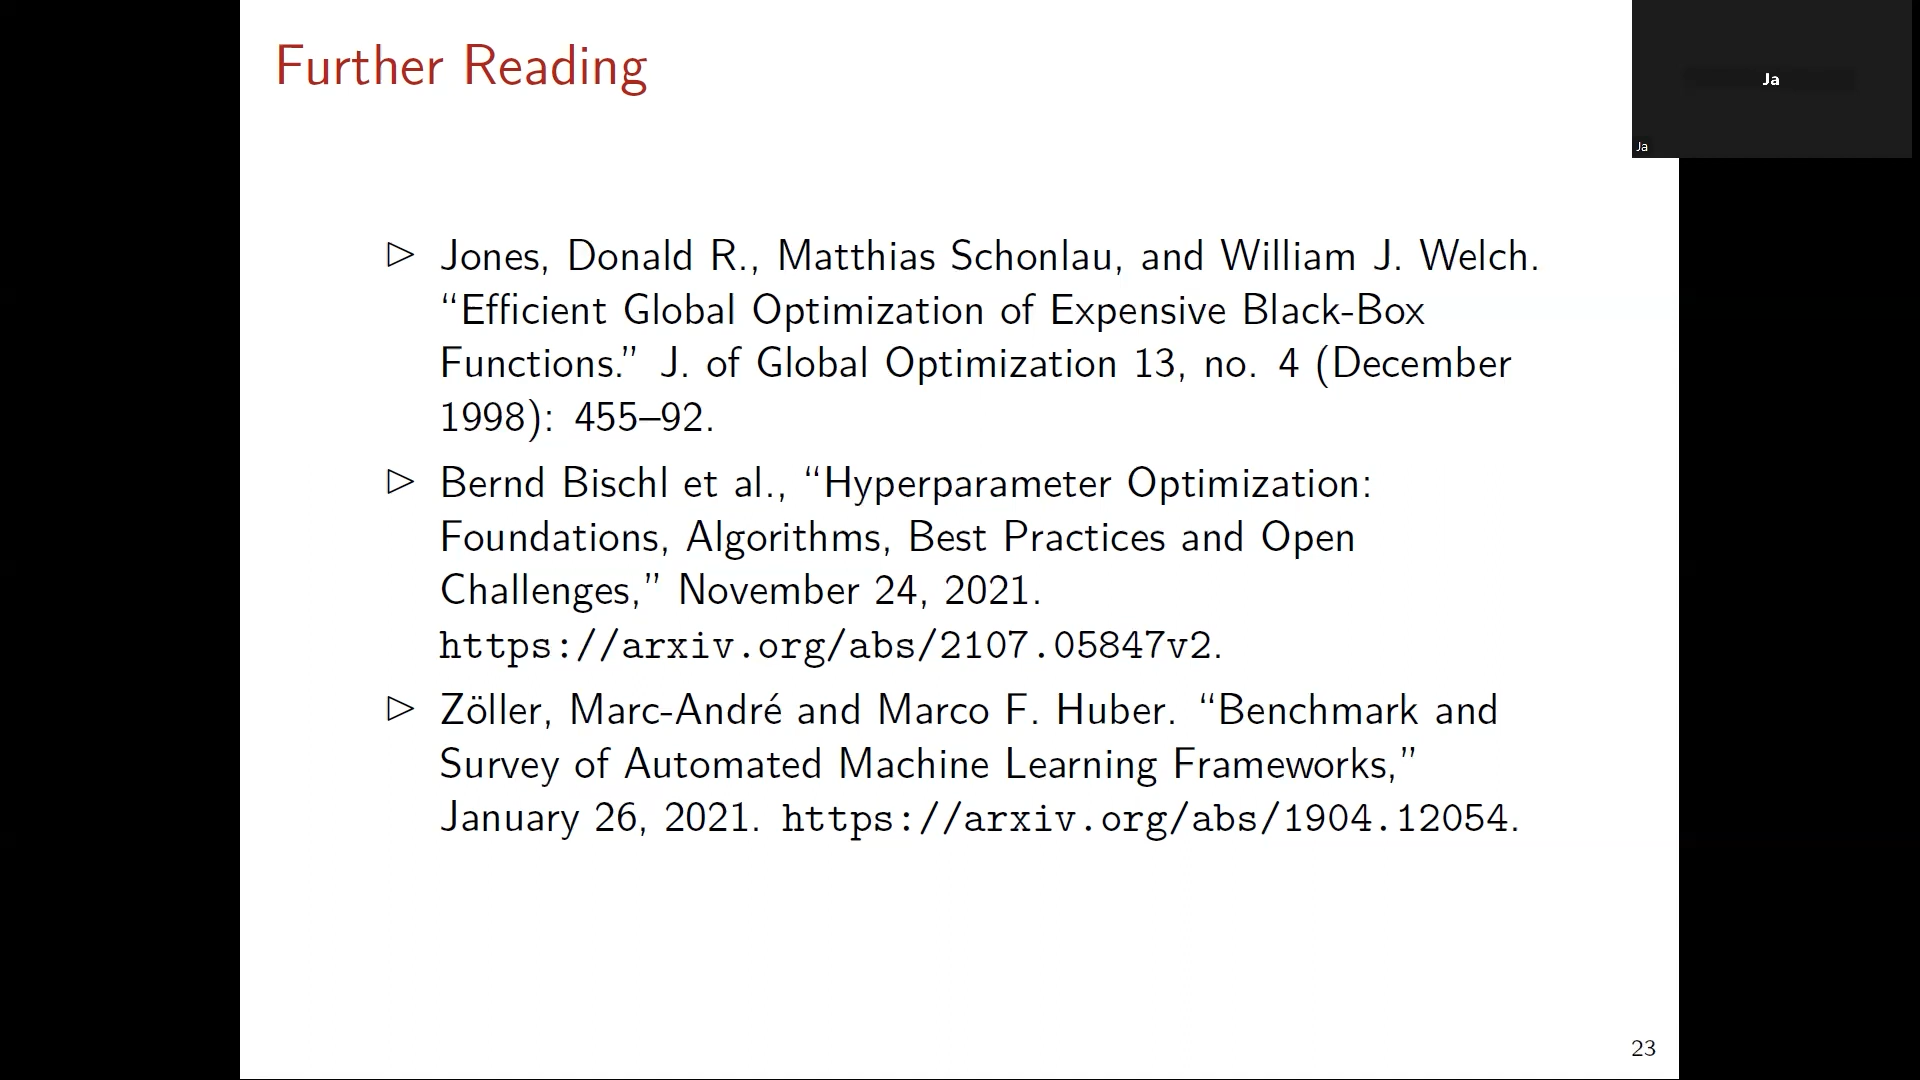 Further Reading
Ja
Ja
▷ Jones, Donald R., Matthias Schonlau, and William J. Welch.
“Efficient Global Optimization of Expensive Black-Box
Functions.” J. of Global Optimization 13, no. 4 (December
1998): 455–92.
▷ Bernd Bischl et al., “Hyperparameter Optimization:
Foundations, Algorithms, Best Practices and Open
Challenges,” November 24, 2021.
https://arxiv.org/abs/2107.05847v2.
▷ Zöller, Marc-André and Marco F. Huber. “Benchmark and
Survey of Automated Machine Learning Frameworks,”
January 26, 2021. https://arxiv.org/abs/1904.12054.
23